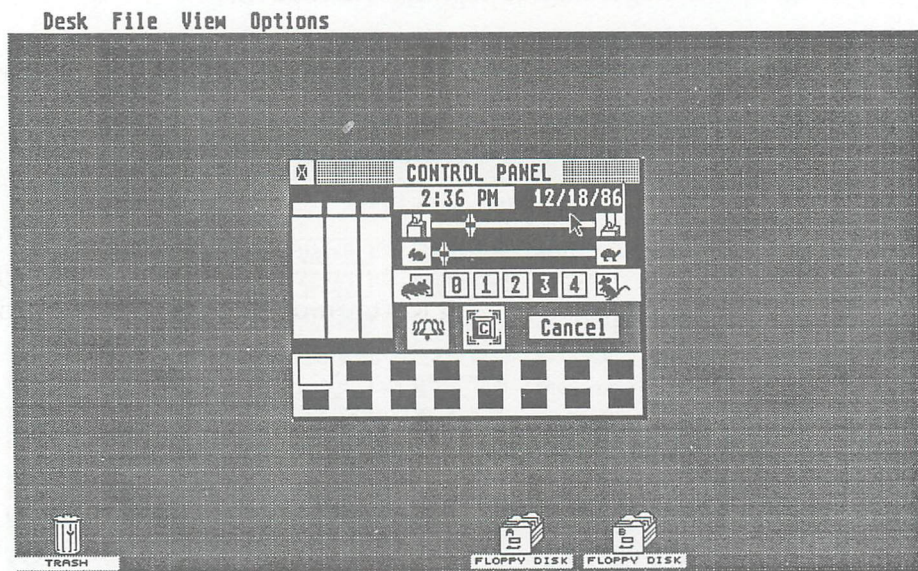 Desk File View Options
CONTROL PANEL
2:36 PM 12/18/86
0 1 2 3 4
C Cancel
A B
TRASH FLOPPY DISK FLOPPY DISK